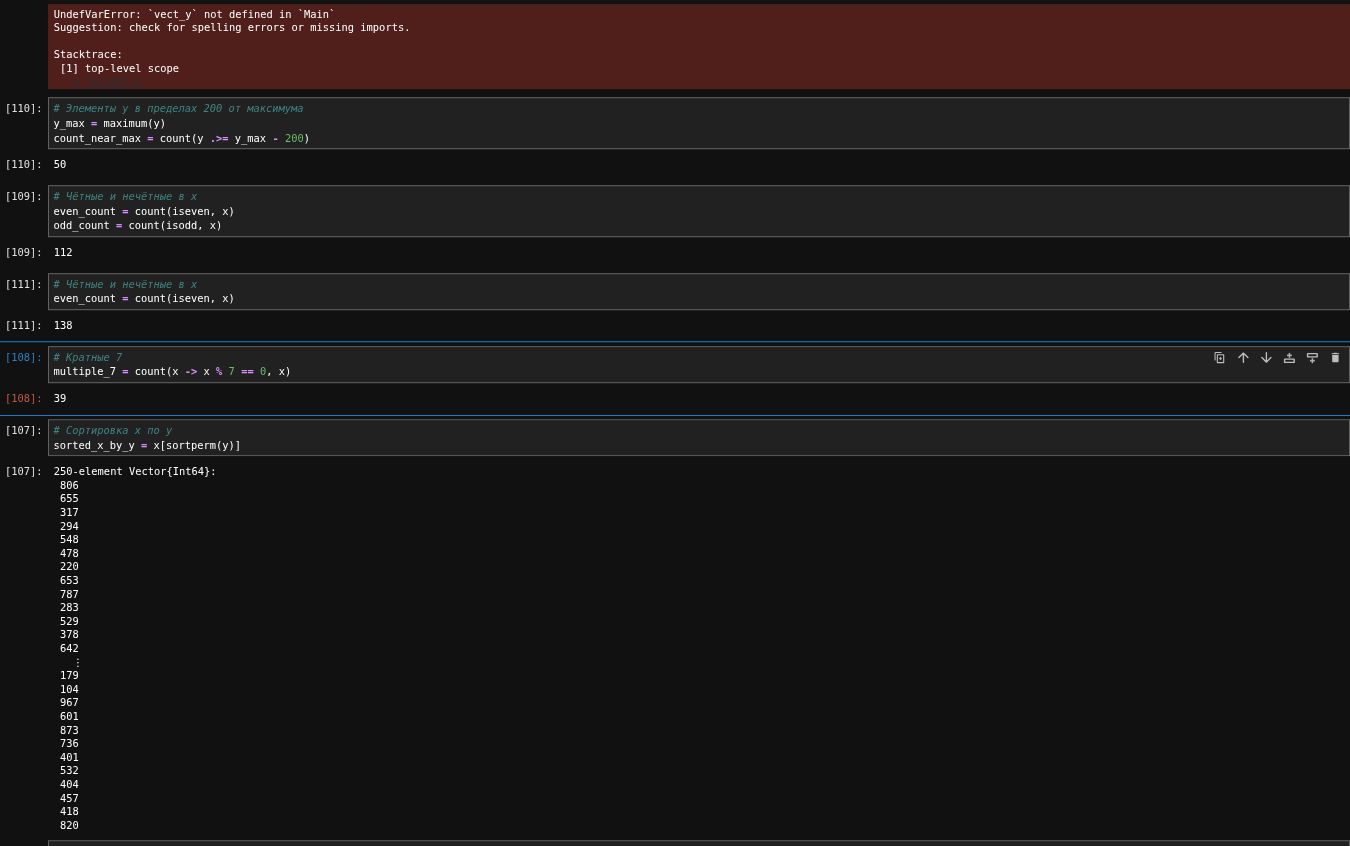 UndefVarError: `vect_y` not defined in `Main`
Suggestion: check for spelling errors or missing imports.
Stacktrace:
[1] top-level scope
[110]: # Элементы y в пределах 200 от максимума
y_max = maximum(y)
count_near_max = count(y .>= y_max - 200)
[110]: 50
[109]: # Чётные и нечётные в x
even_count = count(iseven, x)
odd_count = count(isodd, x)
[109]: 112
[111]: # Чётные и нечётные в x
even_count = count(iseven, x)
[111]: 138
[108]: # Кратные 7
multiple_7 = count(x -> x % 7 == 0, x)
[108]: 39
[107]: # Сортировка x по y
sorted_x_by_y = x[sortperm(y)]
[107]: 250-element Vector{Int64}:
806
655
317
294
548
478
220
653
787
283
529
378
642
⋮
179
104
967
601
873
736
401
532
404
457
418
820